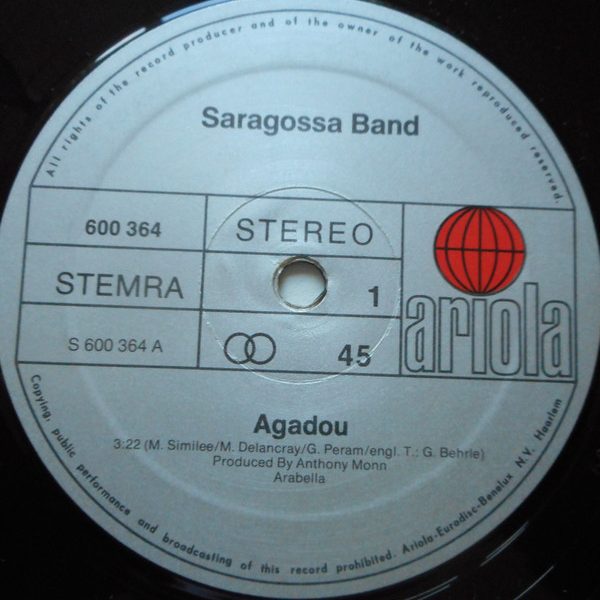 All rights of the record producer and of the owner of the work reproduced reserved.
Saragossa Band
600 364
STEREO
STEMRA
1
ariola
S 600 364 A
45
Agadou
3:22 (M. Similee/M. Delancray/G. Peram/engl. T.: G. Behrle)
Produced By Anthony Monn
Arabella
Copying, public performance and broadcasting of this record prohibited. Ariola-Eurodisc-Benelux N.V. Haarlem